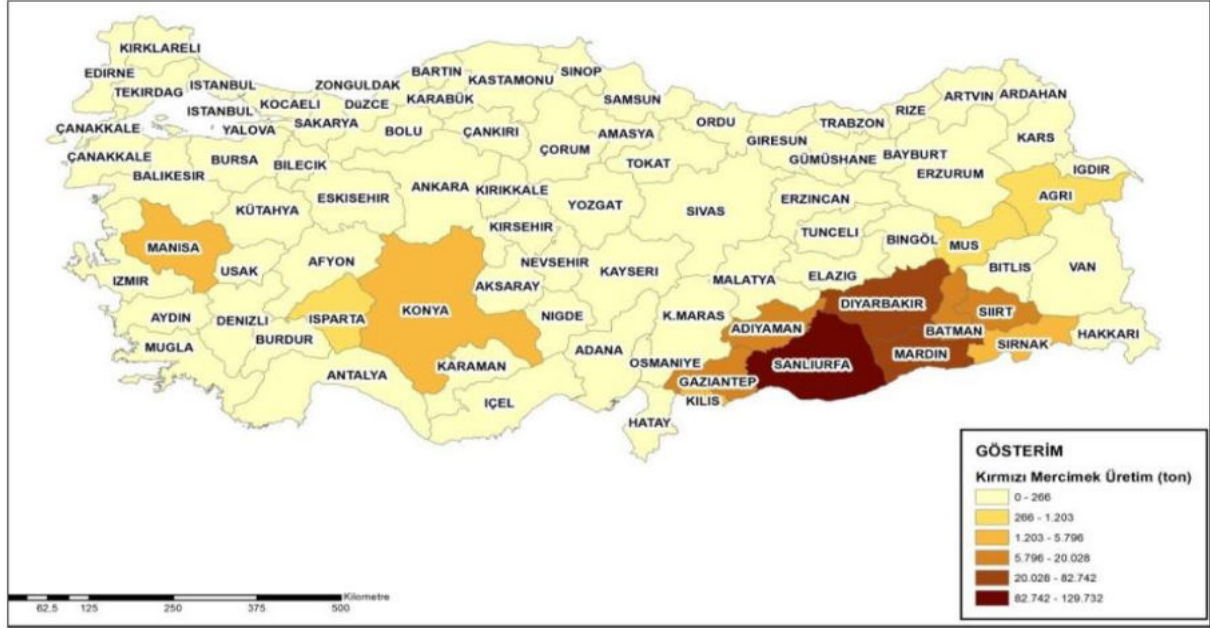 KIRKLARELI
EDIRNE
TEKIRDAG
ISTANBUL
ISTANBUL
KOCAELI
YALOVA
SAKARYA
DüZCE
ZONGULDAK
BARTIN
KARABÜK
KASTAMONU
SINOP
SAMSUN
ORDU
GIRESUN
TRABZON
RIZE
ARTVIN
ARDAHAN
KARS
ÇANAKKALE
ÇANAKKALE
BALIKESIR
BURSA
BILECIK
BOLU
ÇANKIRI
ÇORUM
AMASYA
TOKAT
GÜMÜSHANE
BAYBURT
ERZURUM
IGDIR
AGRI
KÜTAHYA
ESKISEHIR
ANKARA
KIRIKKALE
YOZGAT
SIVAS
ERZINCAN
TUNCELI
BINGÖL
MUS
BITLIS
VAN
MANISA
USAK
AFYON
KIRSEHIR
NEVSEHIR
AKSARAY
KAYSERI
MALATYA
ELAZIG
DIYARBAKIR
SIIRT
BATMAN
IZMIR
AYDIN
DENIZLI
ISPARTA
BURDUR
KONYA
NIGDE
K.MARAS
ADIYAMAN
MARDIN
SIRNAK
HAKKARI
MUGLA
ANTALYA
KARAMAN
IÇEL
ADANA
OSMANIYE
GAZIANTEP
SANLIURFA
KILIS
HATAY
GÖSTERİM
Kırmızı Mercimek Üretim (ton)
0 - 266
266 - 1.203
1.203 - 5.796
5.796 - 20.028
20.028 - 82.742
82.742 - 129.732
Kilometre
62,5 125 250 375 500